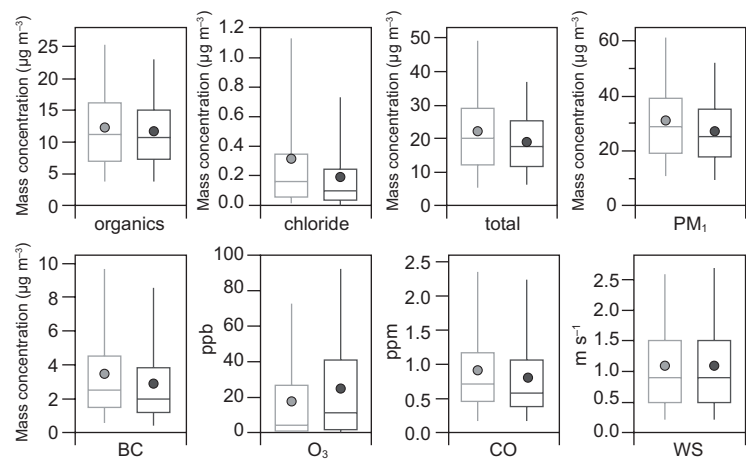 Mass concentration (µg m⁻³)
25
20
15
10
5
0
organics
Mass concentration (µg m⁻³)
1.2
1.0
0.8
0.6
0.4
0.2
0.0
chloride
Mass concentration (µg m⁻³)
50
40
30
20
10
0
total
Mass concentration (µg m⁻³)
60
40
20
0
PM₁
Mass concentration (µg m⁻³)
10
8
6
4
2
0
BC
ppb
100
80
60
40
20
0
O₃
ppm
2.5
2.0
1.5
1.0
0.5
0.0
CO
m s⁻¹
2.5
2.0
1.5
1.0
0.5
0.0
WS